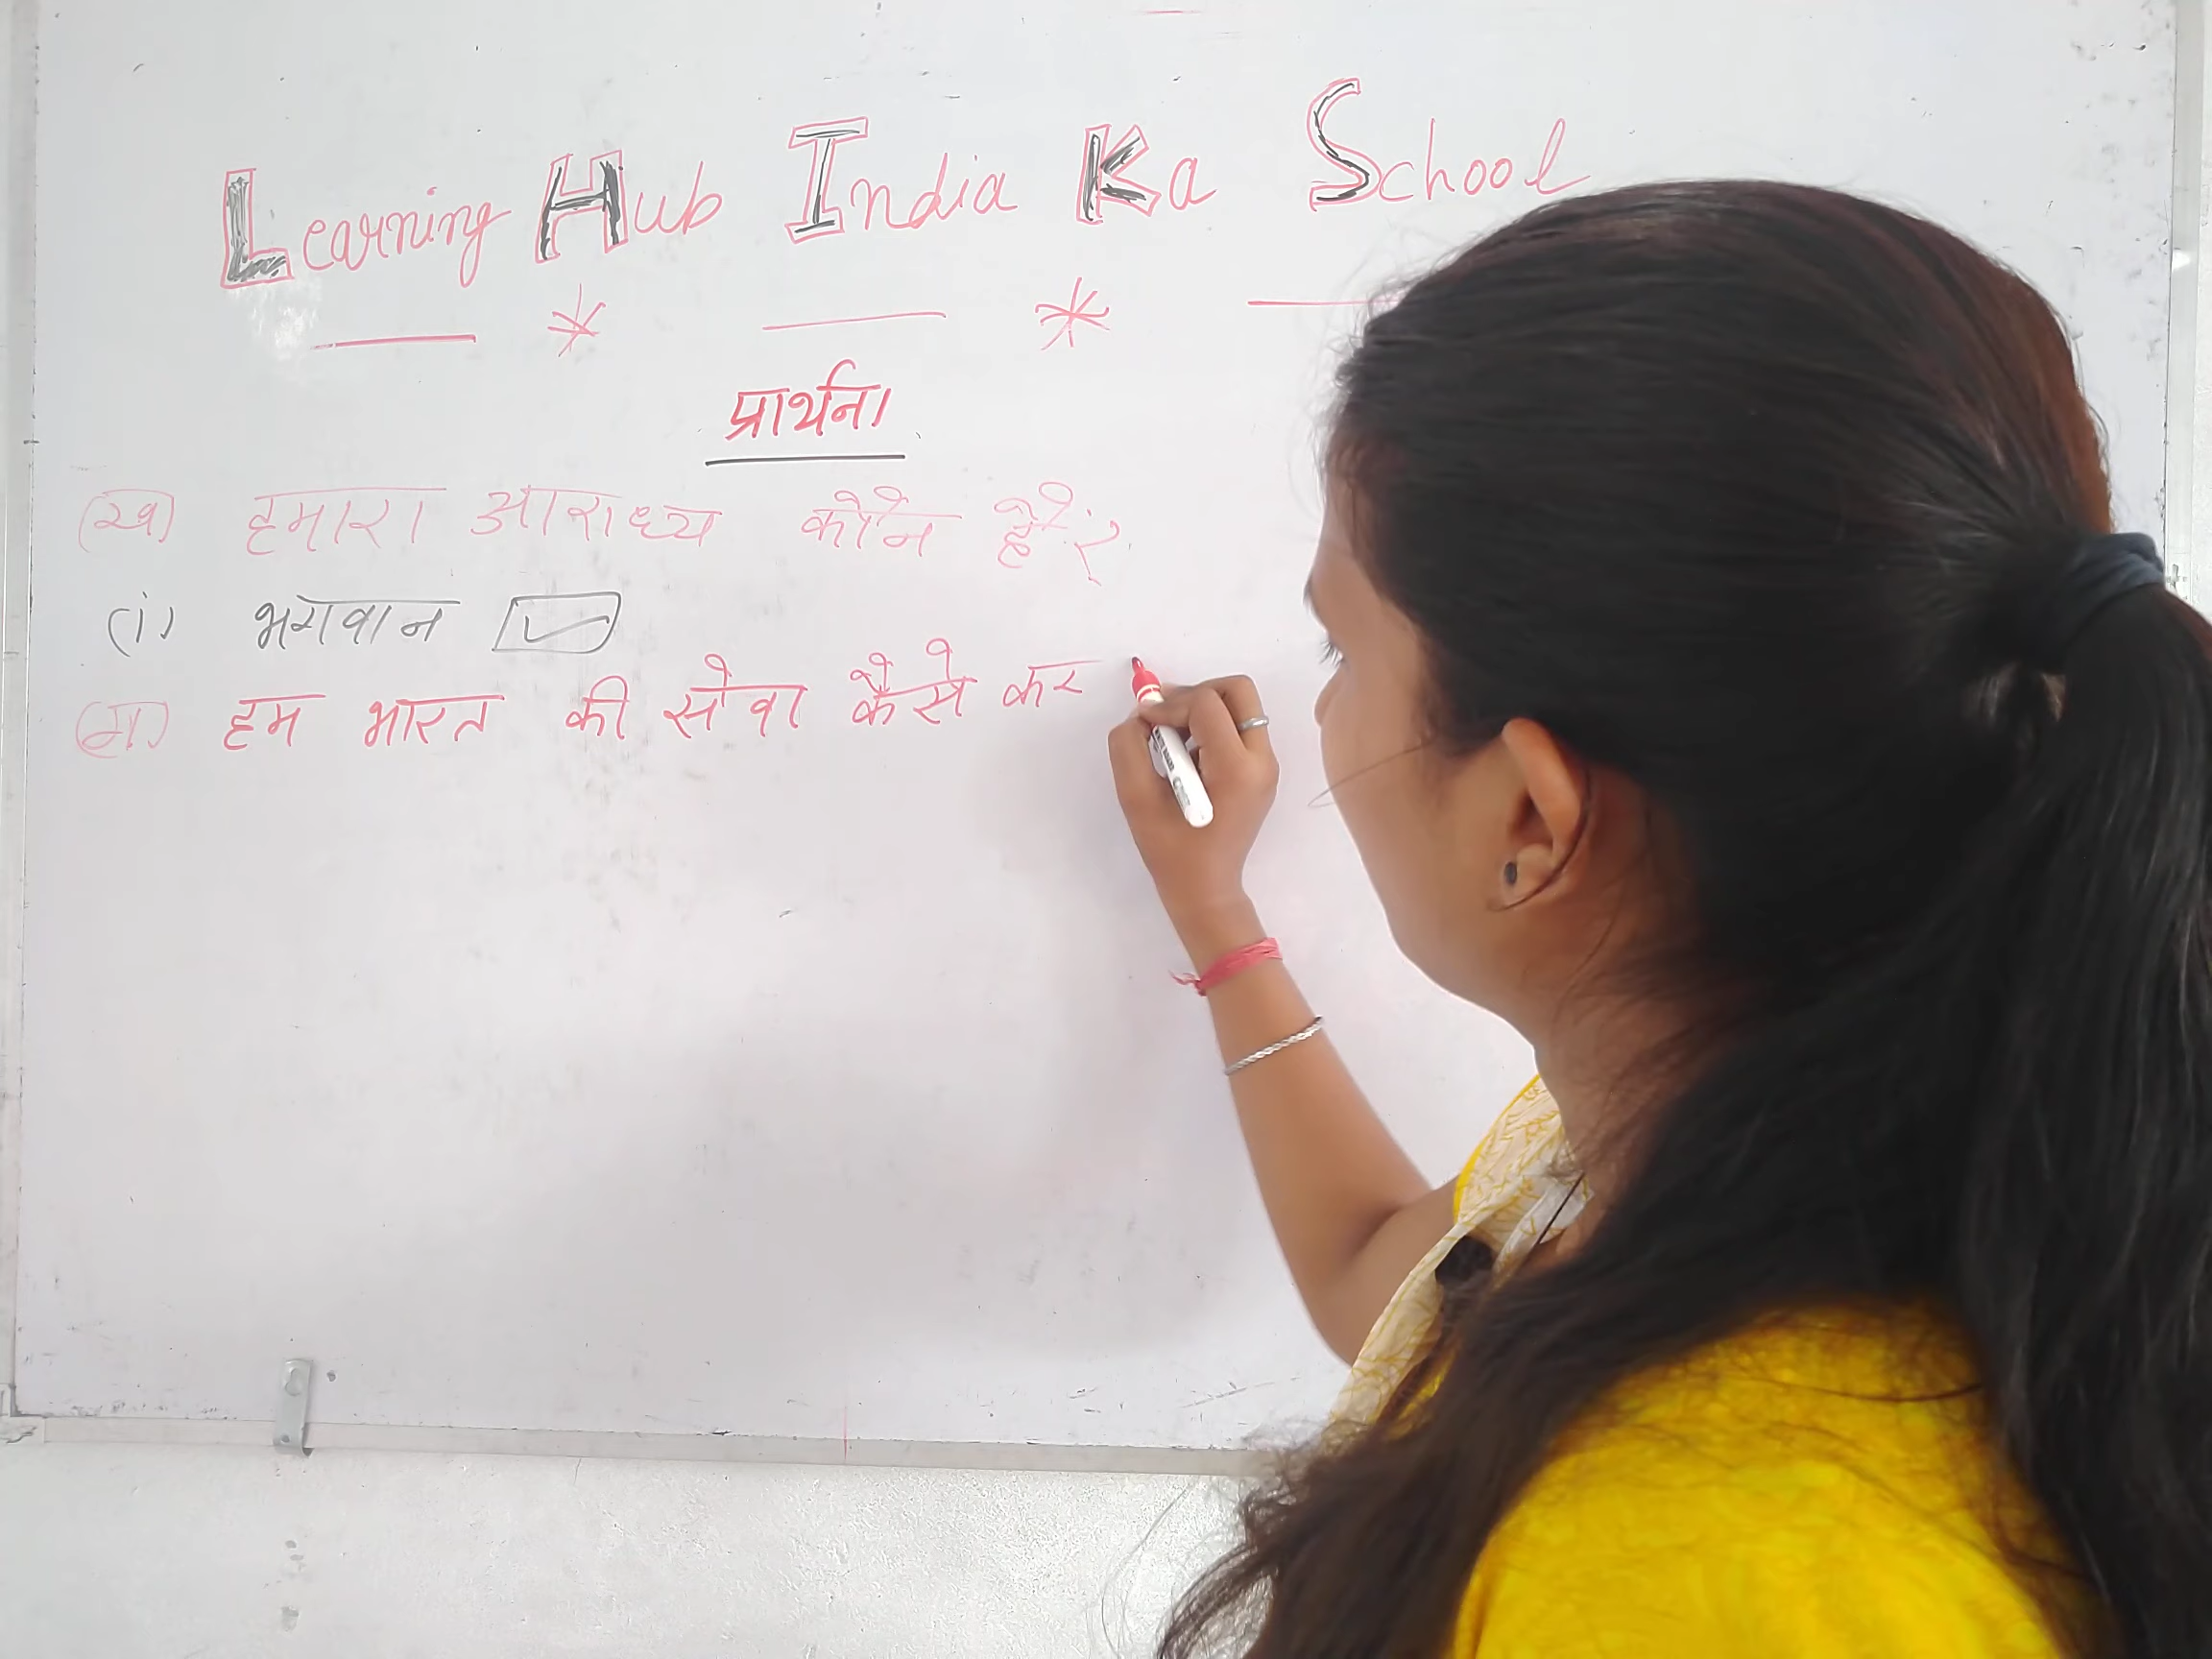 Learning Hub India Ka School
— * — * —
प्रार्थना
(ख) हमारा आराध्य कौन है?
(i) भगवान ✓
(ग) हम भारत की सेवा कैसे कर